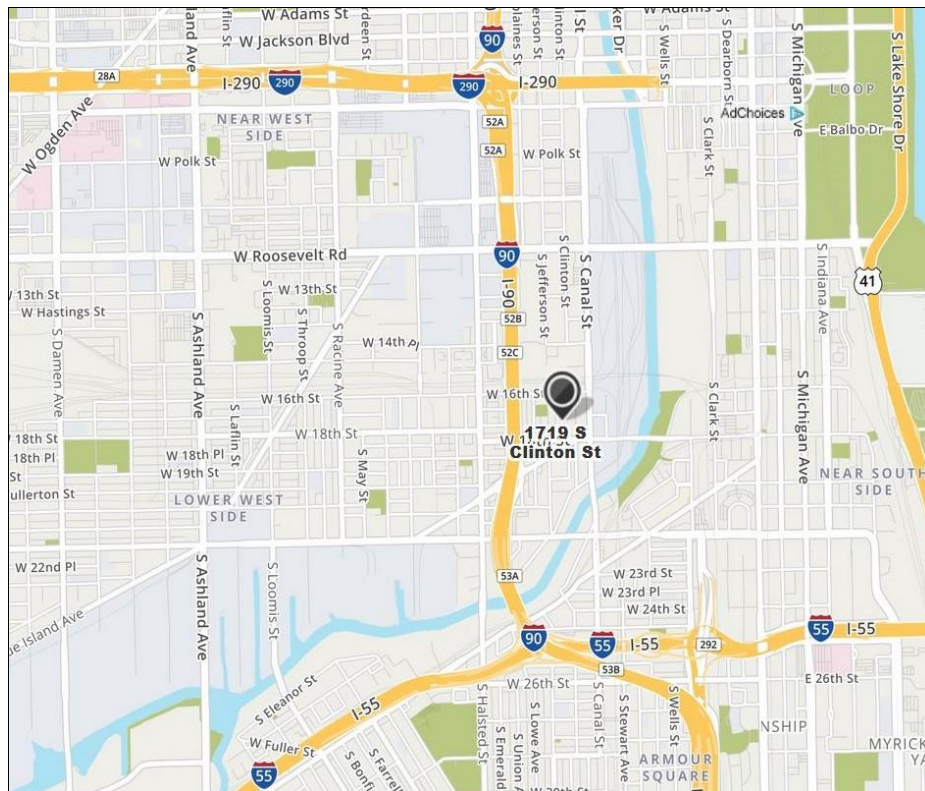 W Adams St
W Jackson Blvd
90
28A
I-290
290
290
I-290
W Ogden Ave
NEAR WEST
SIDE
52A
52A
W Polk St
W Polk St
S Wells St
S Dearborn St
S Michigan Ave
S Lake Shore Dr
LOOP
AdChoices
E Balbo Dr
S Clark St
W Roosevelt Rd
90
I-90
S Jefferson St
S Clinton St
S Canal St
S Indiana Ave
41
W 13th St
W 13th St
W Hastings St
S Damen Ave
S Ashland Ave
S Loomis St
S Throop St
S Racine Ave
W 14th Pl
52B
52C
W 16th St
W 16th St
1719 S
Clinton St
S Clark St
S Michigan Ave
W 18th St
18th Pl
S Laflin St
W 18th St
W 18th Pl
W 19th St
S May St
LOWER WEST
SIDE
NEAR SOUTH
SIDE
W 22nd Pl
S Ashland Ave
S Loomis St
53A
W 23rd St
W 23rd Pl
W 24th St
90
55
I-55
292
55
I-55
53B
S Eleanor St
I-55
W Fuller St
55
S Halsted St
W 26th St
S Canal St
S Stewart Ave
S Wells St
S Lowe Ave
S Union
S Emerald
S Farrell
S Bonfi
E 26th St
ARMOUR
SQUARE